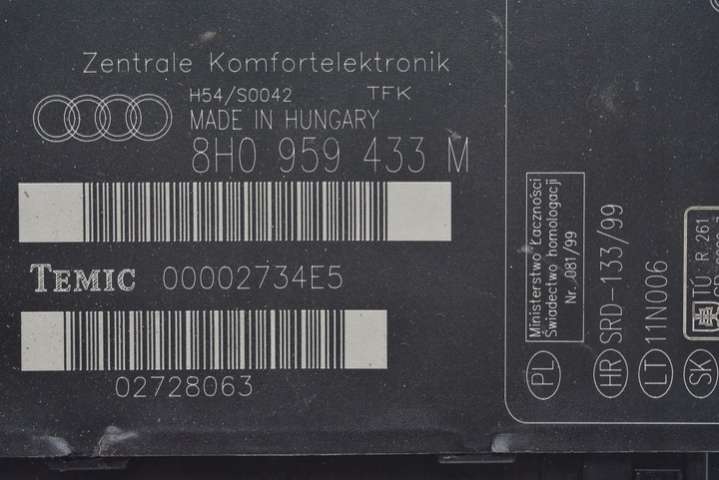 Zentrale Komfortelektronik
H54/S0042 TFK
MADE IN HUNGARY
8H0 959 433 M
TEMIC 00002734E5
02728063
Ministerstwo Łączności
Świadectwo homologacji
Nr. 081/99
PL
HR SRD-133/99
LT 11N006
SK TÚ R 261